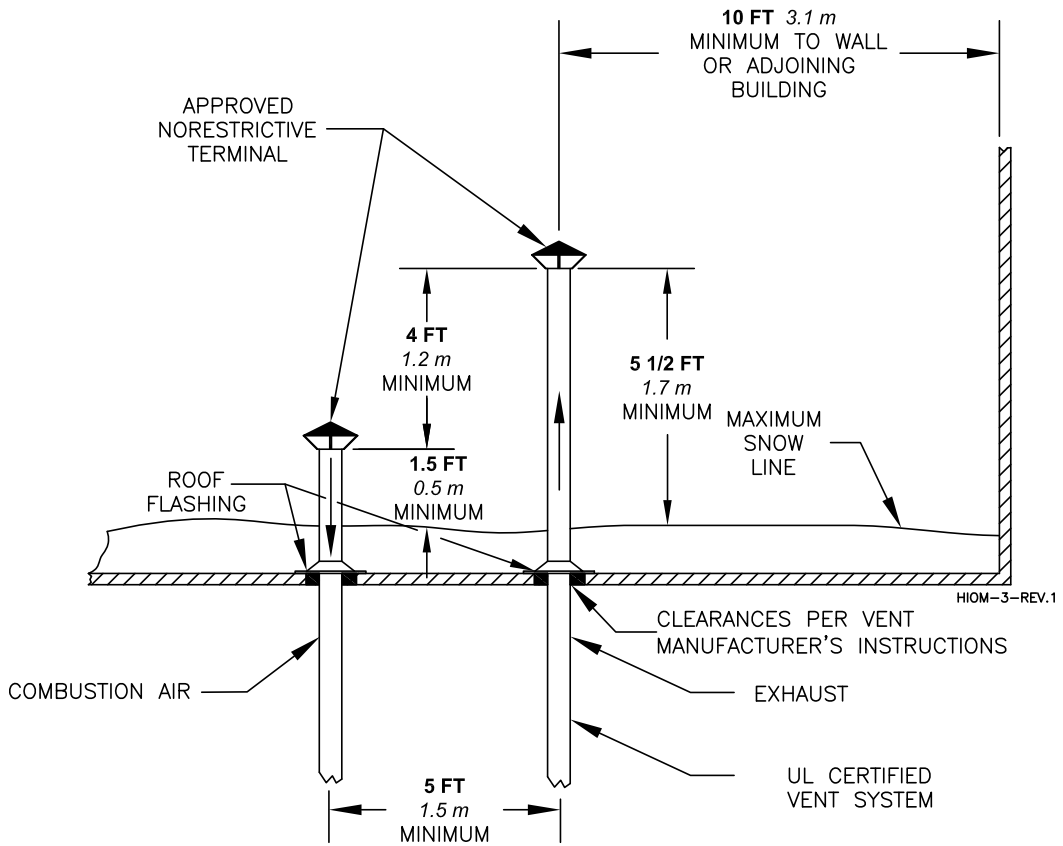 10 FT 3.1 m
MINIMUM TO WALL
OR ADJOINING
BUILDING
APPROVED
NORESTRICTIVE
TERMINAL
4 FT
1.2 m
MINIMUM
5 1/2 FT
1.7 m
MINIMUM
MAXIMUM
SNOW
LINE
1.5 FT
0.5 m
MINIMUM
ROOF
FLASHING
HIOM-3-REV.1
CLEARANCES PER VENT
MANUFACTURER'S INSTRUCTIONS
COMBUSTION AIR
EXHAUST
UL CERTIFIED
VENT SYSTEM
5 FT
1.5 m
MINIMUM